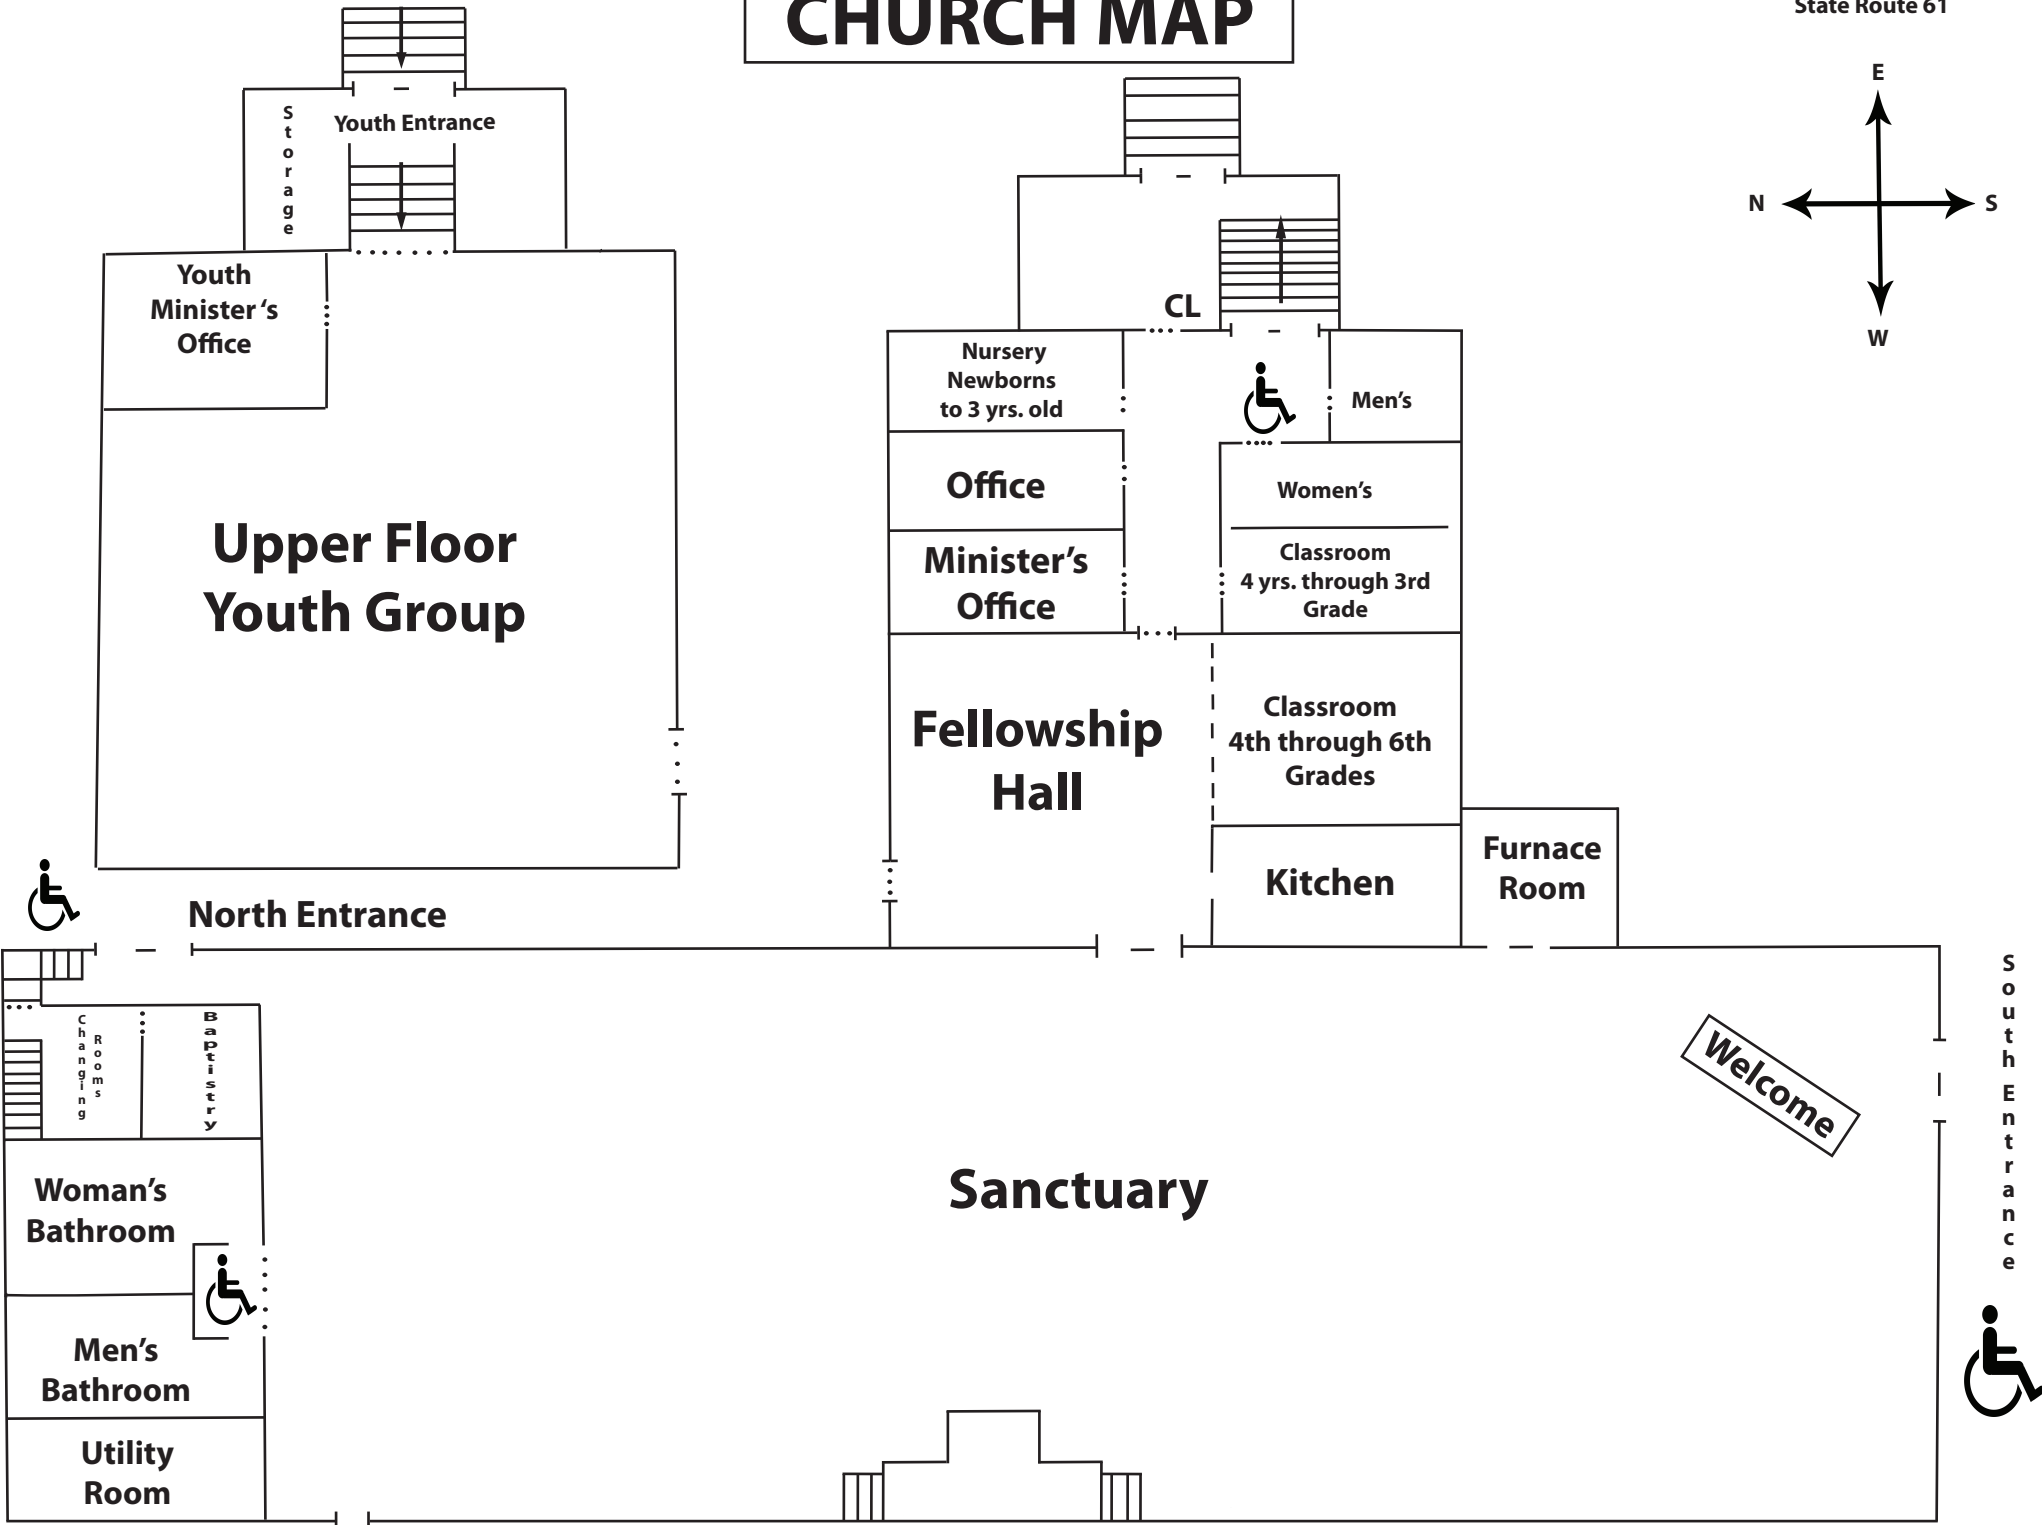 CHURCH MAP
State Route 61
E
N
S
W
Storage
Youth Entrance
Youth
Minister ‘s
Office
Upper Floor
Youth Group
CL
Nursery
Newborns
to 3 yrs. old
Men’s
Office
Women’s
Minister’s
Office
Classroom
4 yrs. through 3rd
Grade
Fellowship
Hall
Classroom
4th through 6th
Grades
Kitchen
Furnace
Room
North Entrance
Changing
Rooms
Baptistry
Woman’s
Bathroom
Men’s
Bathroom
Utility
Room
Sanctuary
Welcome
South Entrance